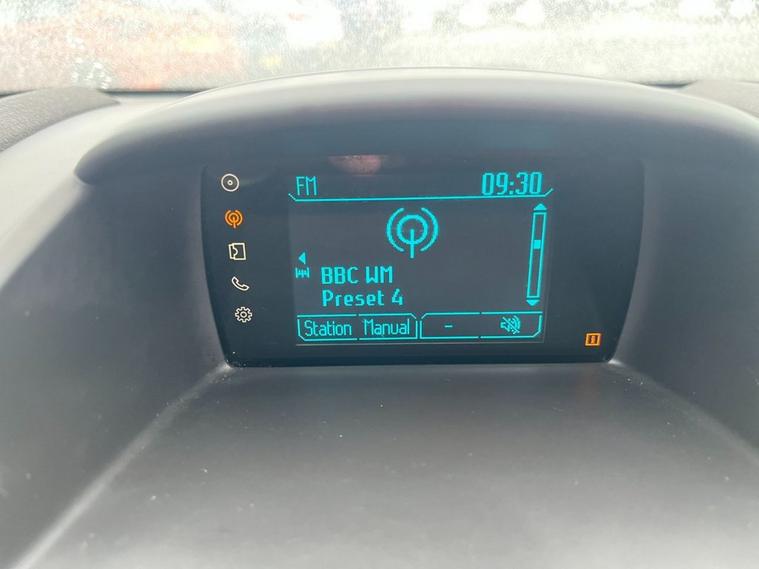 FM 09:30
BBC WM
Preset 4
Station Manual -